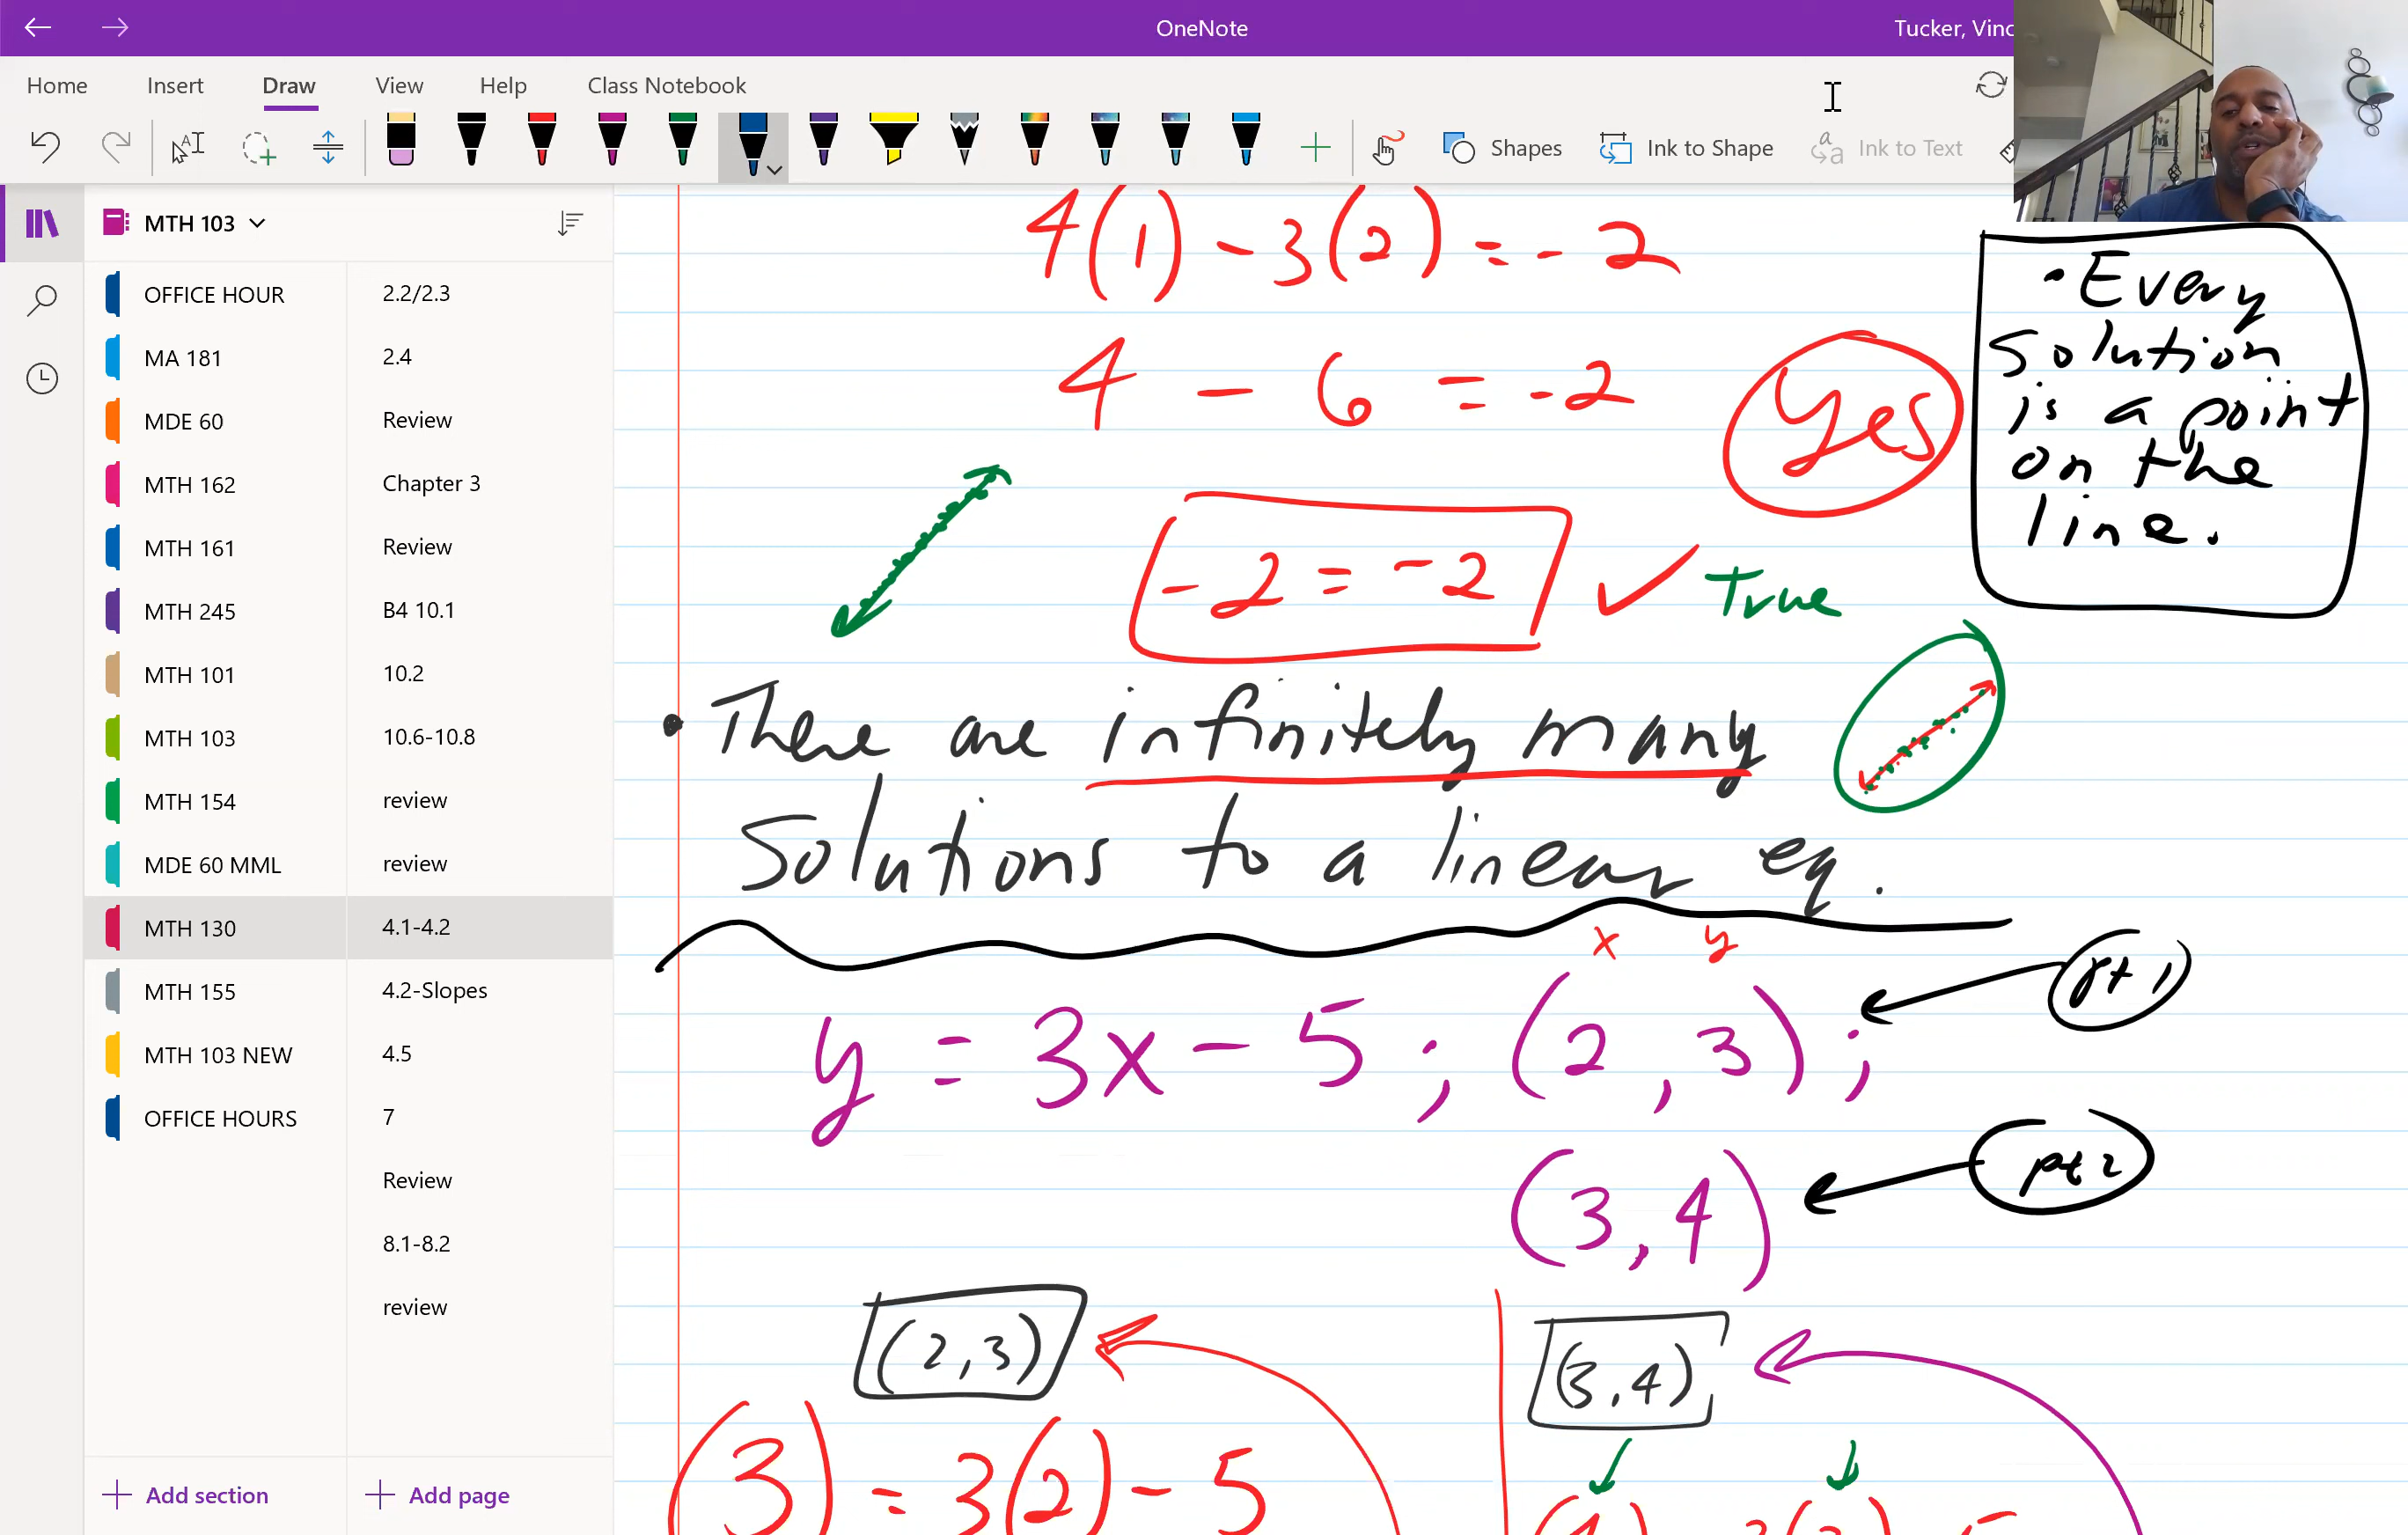 OneNote
Tucker, Vinc
Home Insert Draw View Help Class Notebook
Shapes Ink to Shape Ink to Text
MTH 103
OFFICE HOUR
MA 181
MDE 60
MTH 162
MTH 161
MTH 245
MTH 101
MTH 103
MTH 154
MDE 60 MML
MTH 130
MTH 155
MTH 103 NEW
OFFICE HOURS
Add section
2.2/2.3
2.4
Review
Chapter 3
Review
B4 10.1
10.2
10.6-10.8
review
review
4.1-4.2
4.2-Slopes
4.5
7
Review
8.1-8.2
review
Add page
4(1) - 3(2) = -2
4 - 6 = -2
Yes
• Every
solution
is a point
on the
line.
-2 = -2 ✓ True
• There are infinitely many
solutions to a linear eq.
x y
y = 3x - 5 ; (2, 3) ;
pt 1
(3, 4)
pt. 2
(2, 3)
(3, 4)
(3) = 3(2) - 5